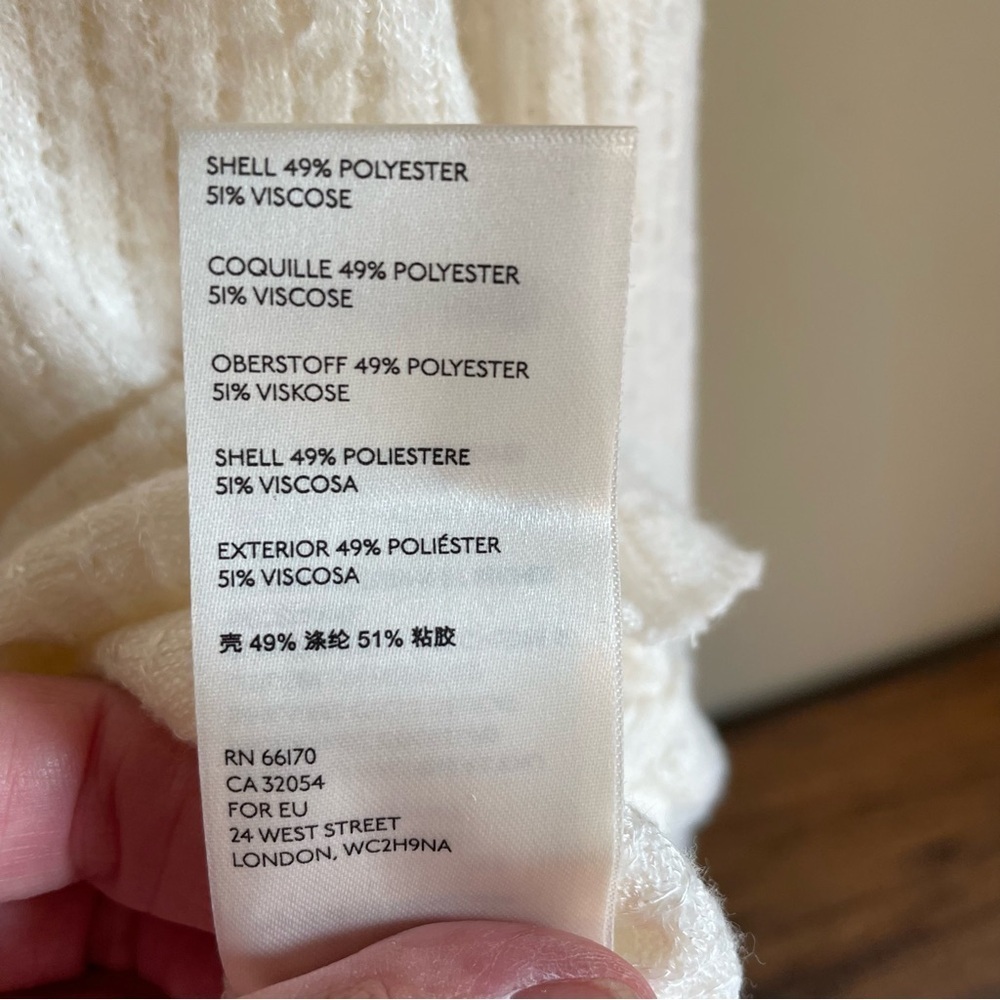 SHELL 49% POLYESTER
51% VISCOSE
COQUILLE 49% POLYESTER
51% VISCOSE
OBERSTOFF 49% POLYESTER
51% VISKOSE
SHELL 49% POLIESTERE
51% VISCOSA
EXTERIOR 49% POLIÉSTER
51% VISCOSA
壳 49% 涤纶 51% 粘胶
RN 66170
CA 32054
FOR EU
24 WEST STREET
LONDON, WC2H9NA